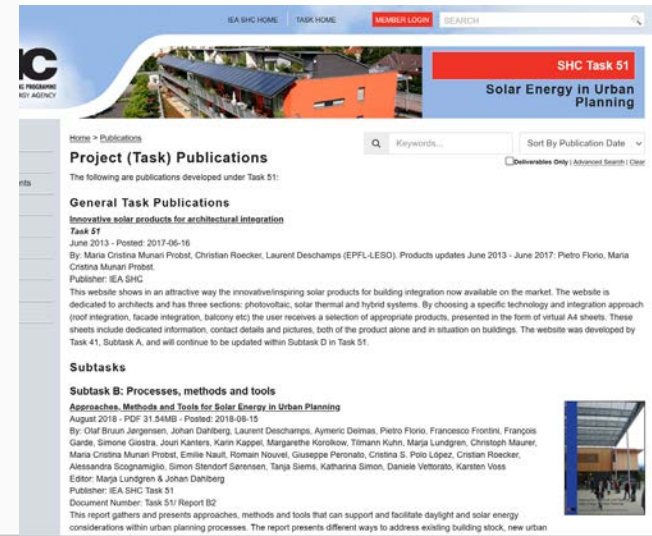 IEA SHC HOME TASK HOME MEMBER LOGIN SEARCH
SHC Task 51
Solar Energy in Urban
Planning
HC
NG PROGRAMME
RGY AGENCY
Home > Publications
Keywords...
Sort By Publication Date
Deliverables Only | Advanced Search | Clear
Project (Task) Publications
The following are publications developed under Task 51:
nts
General Task Publications
Innovative solar products for architectural integration
Task 51
June 2013 - Posted: 2017-06-16
By: Maria Cristina Munari Probst, Christian Roecker, Laurent Deschamps (EPFL-LESO). Products updates June 2013 - June 2017: Pietro Florio, Maria
Cristina Munari Probst.
Publisher: IEA SHC
This website shows in an attractive way the innovative/inspiring solar products for building integration now available on the market. The website is
dedicated to architects and has three sections: photovoltaic, solar thermal and hybrid systems. By choosing a specific technology and integration approach
(roof integration, facade integration, balcony etc) the user receives a selection of appropriate products, presented in the form of virtual A4 sheets. These
sheets include dedicated information, contact details and pictures, both of the product alone and in situation on buildings. The website was developed by
Task 41, Subtask A, and will continue to be updated within Subtask D in Task 51.
Subtasks
Subtask B: Processes, methods and tools
Approaches, Methods and Tools for Solar Energy in Urban Planning
August 2018 - PDF 31.54MB - Posted: 2018-08-15
By: Olaf Bruun Jørgensen, Johan Dahlberg, Laurent Deschamps, Aymeric Delmas, Pietro Florio, Francesco Frontini, François
Garde, Simone Giostra, Jouri Kanters, Karin Kappel, Margarethe Korolkow, Tilmann Kuhn, Marja Lundgren, Christoph Maurer,
Maria Cristina Munari Probst, Emilie Nault, Romain Nouvel, Giuseppe Peronato, Cristina S. Polo López, Cristian Roecker,
Alessandra Scognamiglio, Simon Stendorf Sørensen, Tanja Siems, Katharina Simon, Daniele Vettorato, Karsten Voss
Editor: Marja Lundgren & Johan Dahlberg
Publisher: IEA SHC Task 51
Document Number: Task 51/ Report B2
This report gathers and presents approaches, methods and tools that can support and facilitate daylight and solar energy
considerations within urban planning processes. The report presents different ways to address existing building stock, new urban